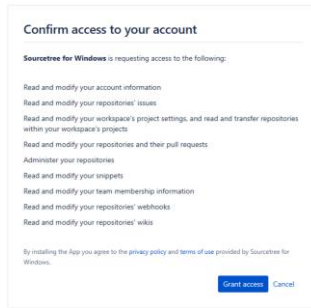 Confirm access to your account
Sourcetree for Windows is requesting access to the following:
Read and modify your account information
Read and modify your repositories' issues
Read and modify your workspace's project settings, and read and transfer repositories
within your workspace's projects
Read and modify your repositories and their pull requests
Administer your repositories
Read and modify your snippets
Read and modify your team membership information
Read and modify your repositories' webhooks
Read and modify your repositories' wikis
By installing the App you agree to the privacy policy and terms of use provided by Sourcetree for
Windows.
Grant access Cancel